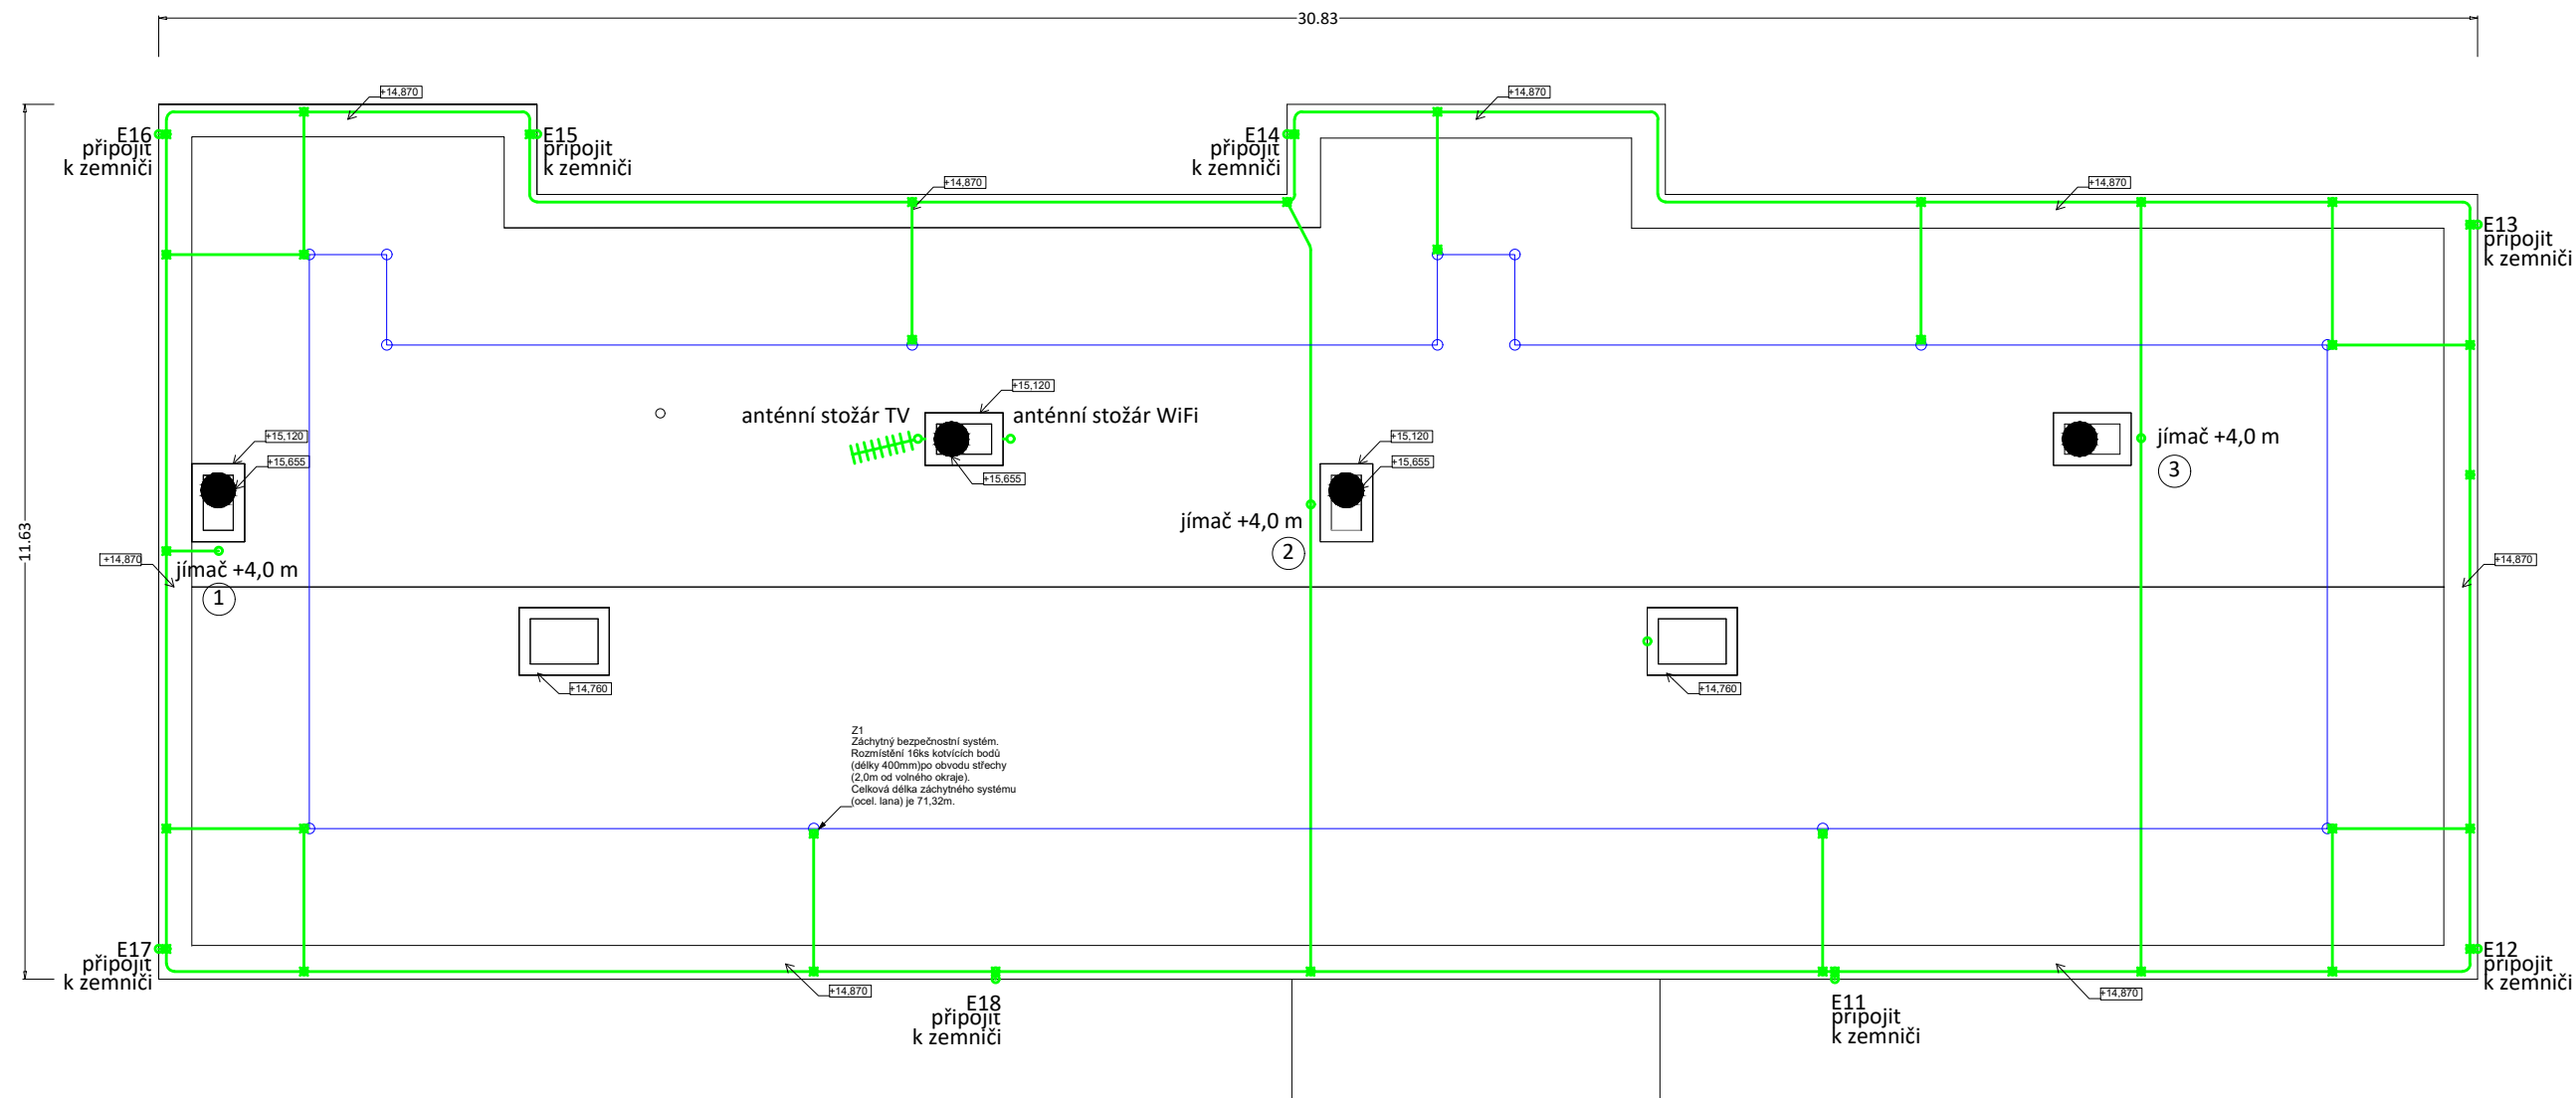 30.83
+14,870
+14,870
E16
připojit
k zemniči
E15
připojit
k zemniči
E14
připojit
k zemniči
+14,870
+14,870
E13
připojit
k zemniči
+15,120
anténní stožár TV
anténní stožár WiFi
+15,120
+15,655
+15,655
+15,120
+15,655
jímač +4,0 m
3
jímač +4,0 m
2
11.63
+14,870
jímač +4,0 m
1
+14,870
+14,760
+14,760
Z1
Záchytný bezpečnostní systém.
Rozmístění 16ks kotvících bodů
(délky 400mm)po obvodu střechy
(2,0m od volného okraje).
Celková délka záchytného systému
(ocel. lana) je 71,32m.
E17
připojit
k zemniči
+14,870
E18
připojit
k zemniči
E11
připojit
k zemniči
+14,870
E12
připojit
k zemniči